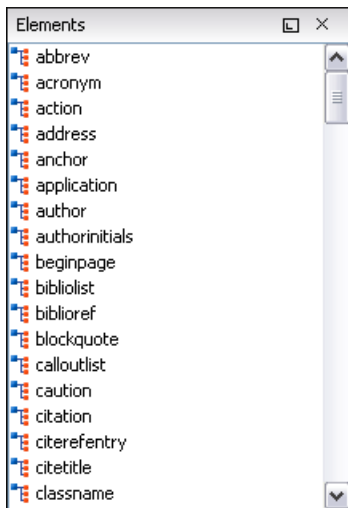 Elements
abbrev
acronym
action
address
anchor
application
author
authorinitials
beginpage
bibliolist
biblioref
blockquote
calloutlist
caution
citation
citerefentry
citetitle
classname